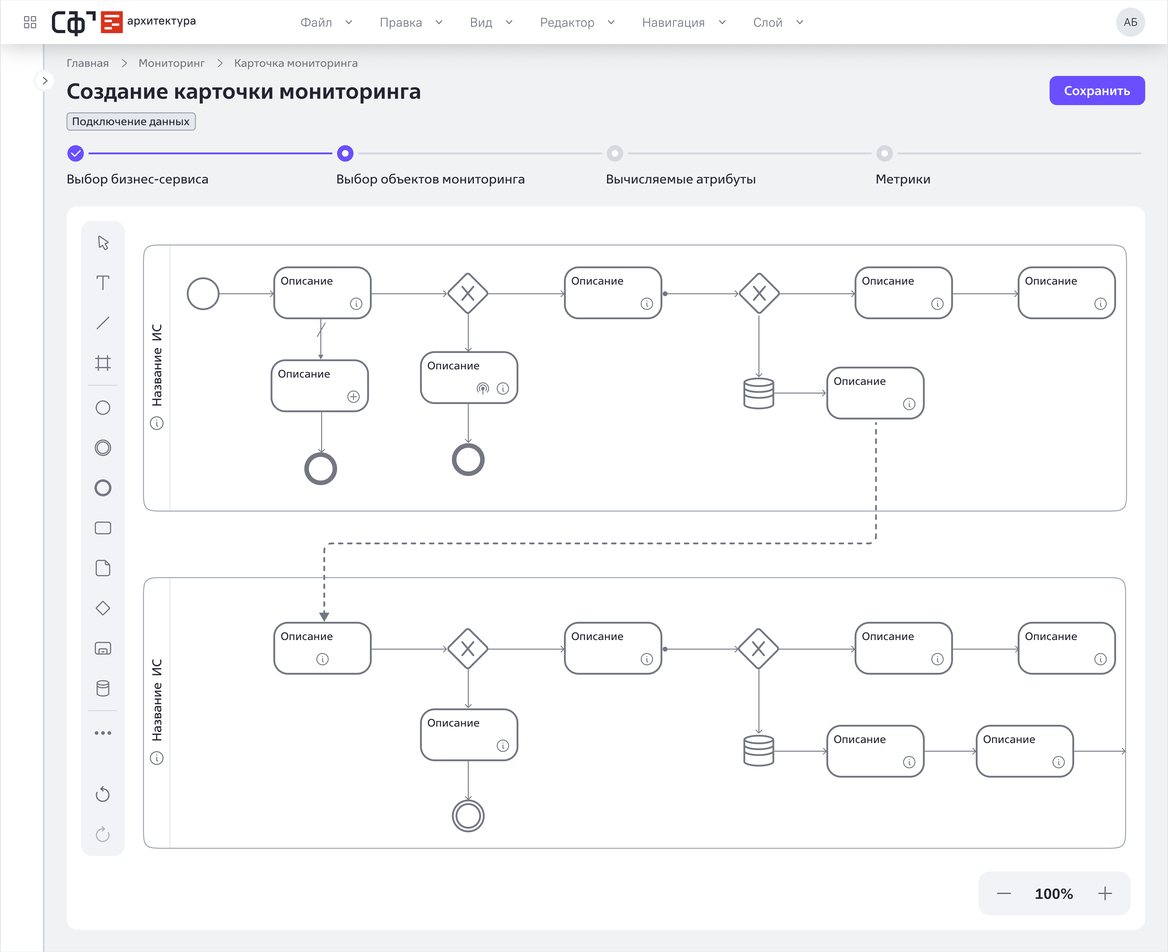 Сф архитектура
Файл Правка Вид Редактор Навигация Слой АБ
Главная Мониторинг Карточка мониторинга
Создание карточки мониторинга
Сохранить
Подключение данных
Выбор бизнес-сервиса
Выбор объектов мониторинга
Вычисляемые атрибуты
Метрики
Название ИС
Описание
Описание
Описание
Описание
Описание
Описание
Описание
Название ИС
Описание
Описание
Описание
Описание
Описание
Описание
Описание
100%